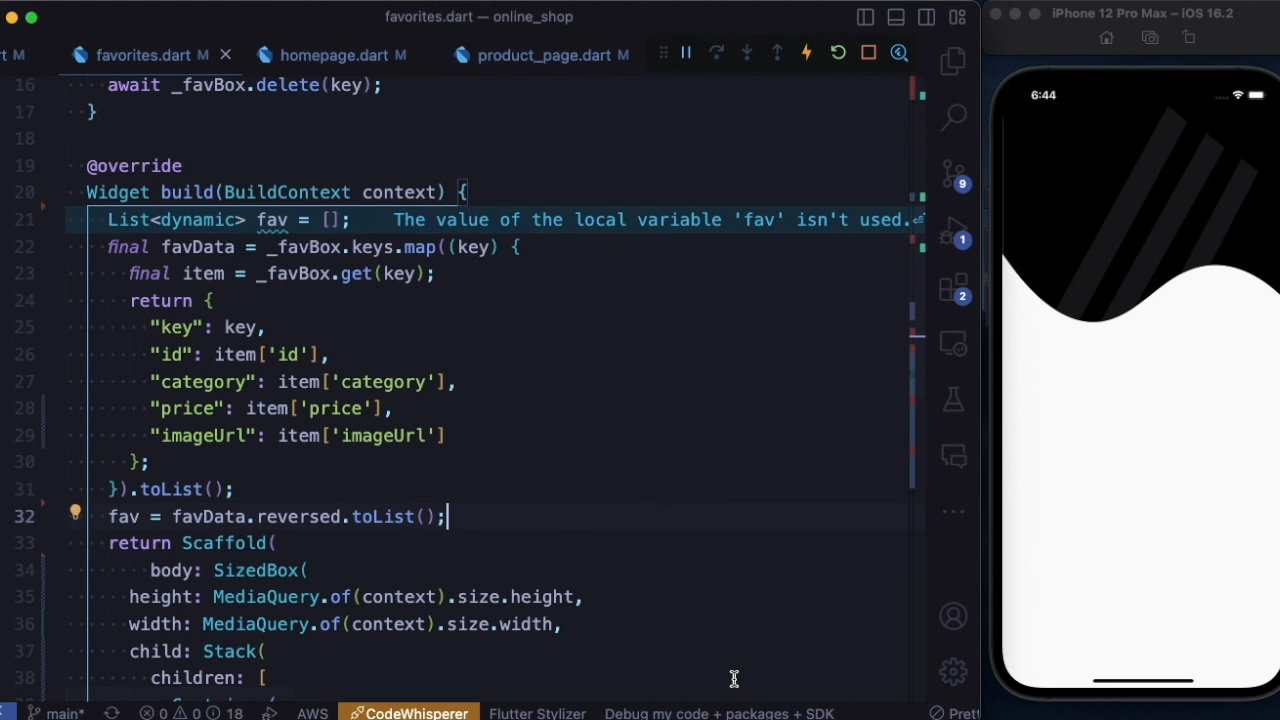 favorites.dart — online_shop
iPhone 12 Pro Max – iOS 16.2
rt M
favorites.dart M
homepage.dart M
product_page.dart M
6:44
16 await _favBox.delete(key);
17 }
18
19 @override
20 Widget build(BuildContext context) {
21 List<dynamic> fav = []; The value of the local variable 'fav' isn't used.
22 final favData = _favBox.keys.map((key) {
23 final item = _favBox.get(key);
24 return {
25 "key": key,
26 "id": item['id'],
27 "category": item['category'],
28 "price": item['price'],
29 "imageUrl": item['imageUrl']
30 };
31 }).toList();
32 fav = favData.reversed.toList();
33 return Scaffold(
34 body: SizedBox(
35 height: MediaQuery.of(context).size.height,
36 width: MediaQuery.of(context).size.width,
37 child: Stack(
38 children: [
9
1
2
main* 0 0 18 AWS CodeWhisperer Flutter Stylizer Debug my code + packages + SDK Prett